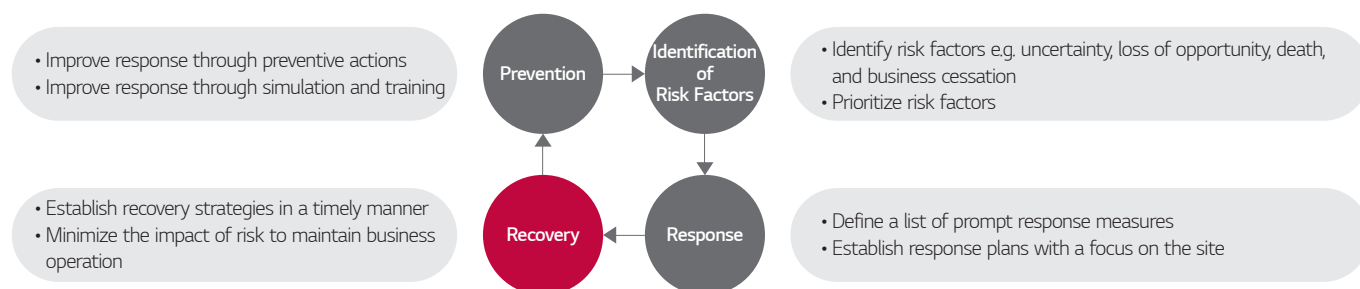 • Improve response through preventive actions
• Improve response through simulation and training
Prevention
Identification
of
Risk Factors
• Identify risk factors e.g. uncertainty, loss of opportunity, death,
and business cessation
• Prioritize risk factors
• Establish recovery strategies in a timely manner
• Minimize the impact of risk to maintain business
operation
Recovery
Response
• Define a list of prompt response measures
• Establish response plans with a focus on the site